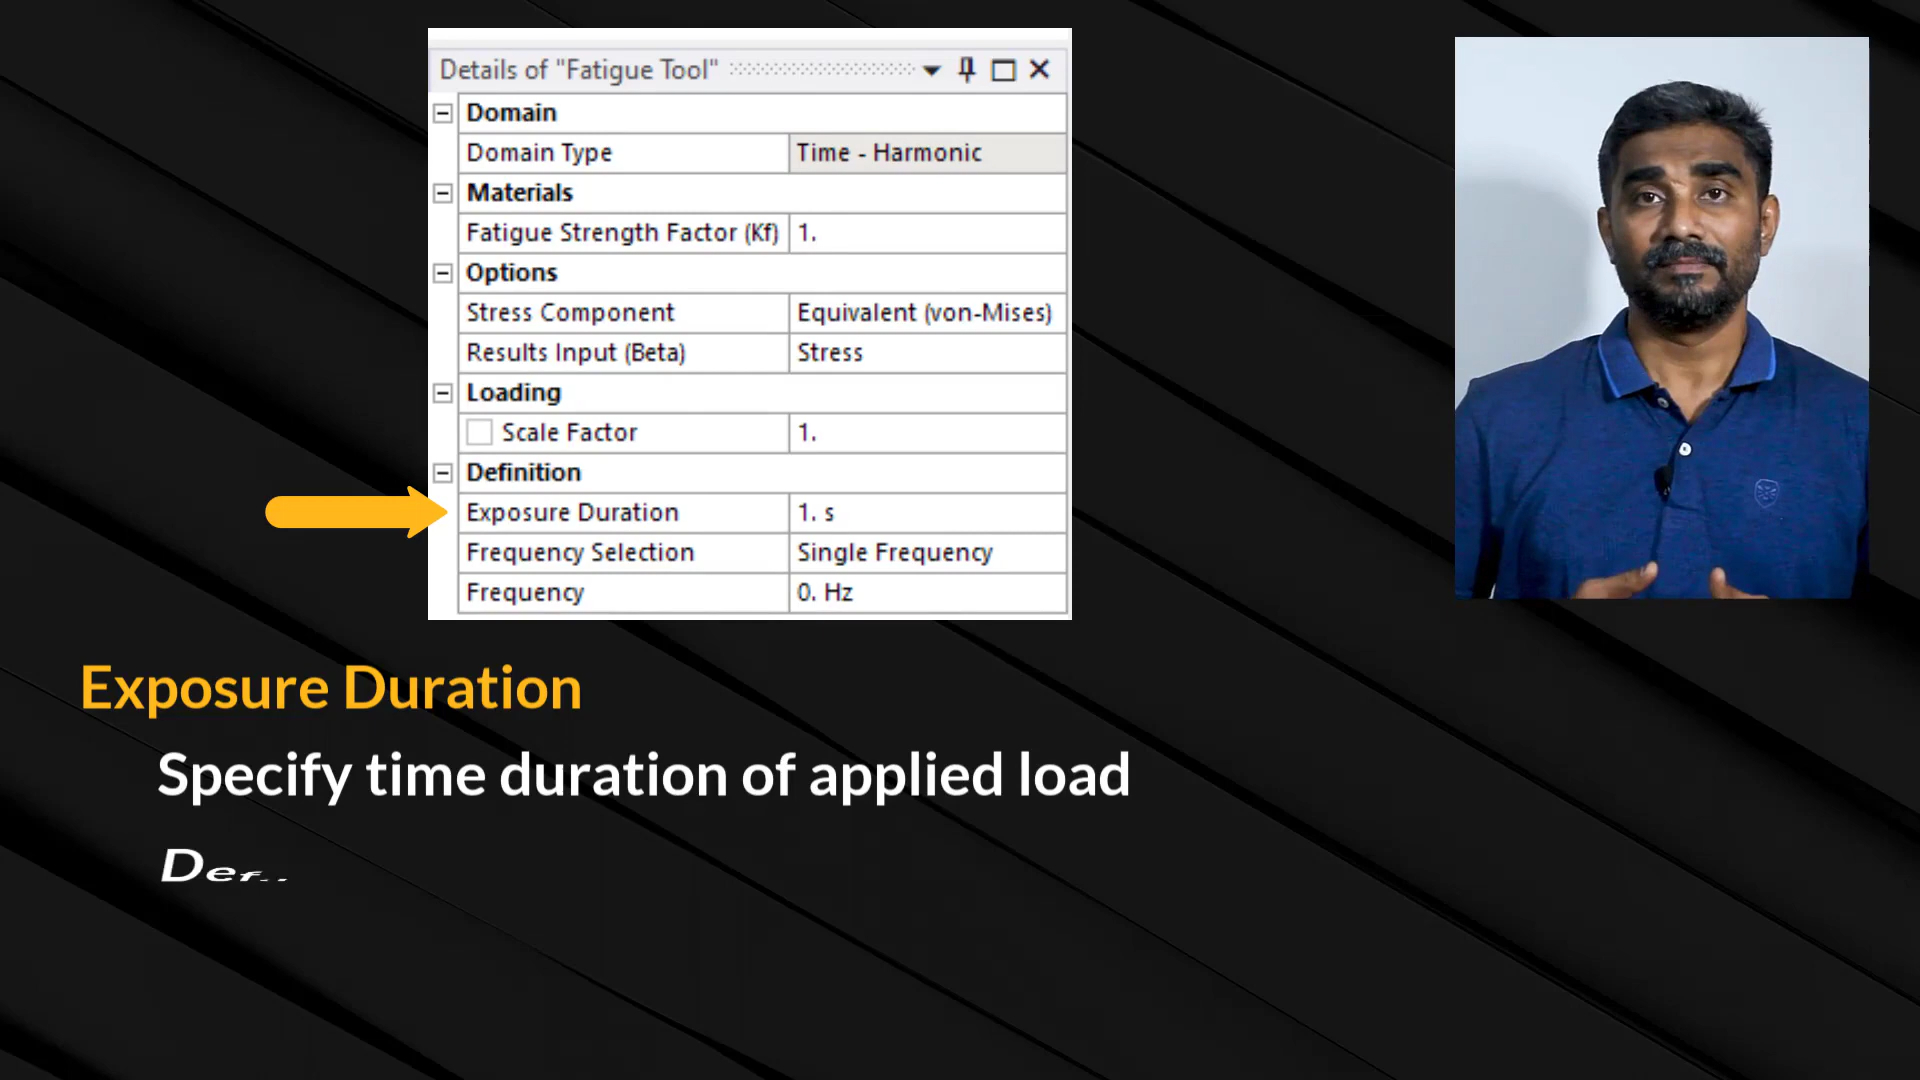 Details of "Fatigue Tool"
Domain
Domain Type Time - Harmonic
Materials
Fatigue Strength Factor (Kf) 1.
Options
Stress Component Equivalent (von-Mises)
Results Input (Beta) Stress
Loading
Scale Factor 1.
Definition
Exposure Duration 1. s
Frequency Selection Single Frequency
Frequency 0. Hz
Exposure Duration
Specify time duration of applied load